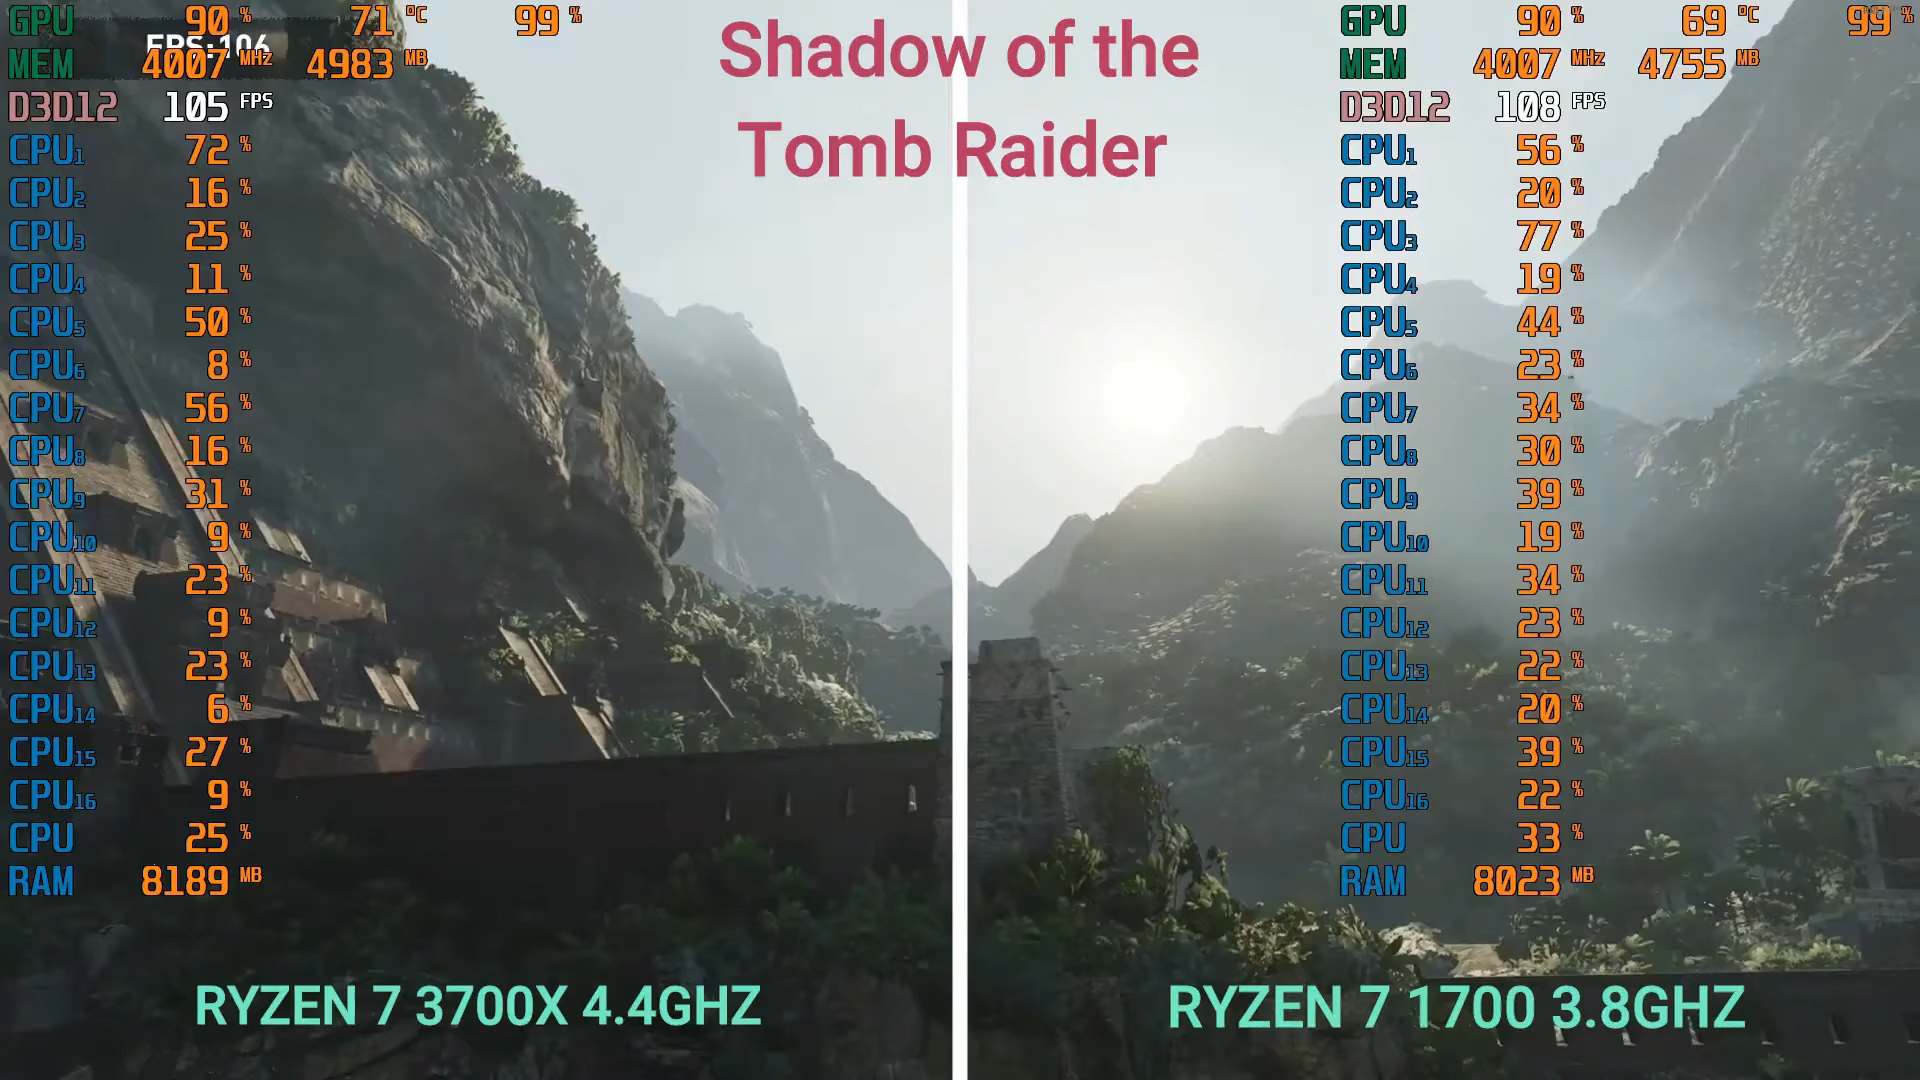 GPU 90 % 71 °C 99 %
FPS:106
MEM 4007 MHz 4983 MB
D3D12 105 FPS
CPU1 72 %
CPU2 16 %
CPU3 25 %
CPU4 11 %
CPU5 50 %
CPU6 8 %
CPU7 56 %
CPU8 16 %
CPU9 31 %
CPU10 9 %
CPU11 23 %
CPU12 9 %
CPU13 23 %
CPU14 6 %
CPU15 27 %
CPU16 9 %
CPU 25 %
RAM 8189 MB
RYZEN 7 3700X 4.4GHZ
Shadow of the
Tomb Raider
GPU 90 % 69 °C 99 %
MEM 4007 MHz 4755 MB
D3D12 108 FPS
CPU1 56 %
CPU2 20 %
CPU3 77 %
CPU4 19 %
CPU5 44 %
CPU6 23 %
CPU7 34 %
CPU8 30 %
CPU9 39 %
CPU10 19 %
CPU11 34 %
CPU12 23 %
CPU13 22 %
CPU14 20 %
CPU15 39 %
CPU16 22 %
CPU 33 %
RAM 8023 MB
RYZEN 7 1700 3.8GHZ